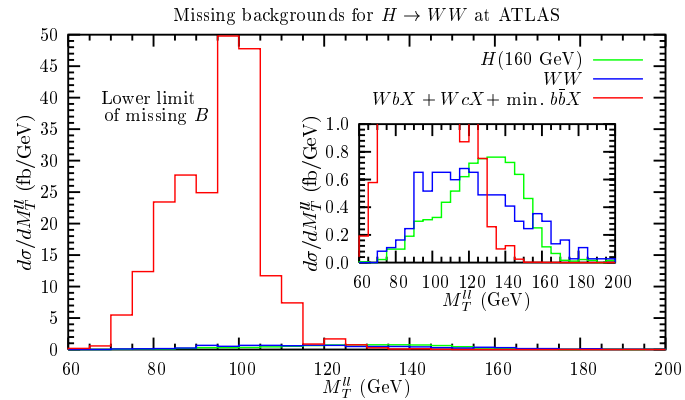 Missing backgrounds for H → WW at ATLAS
H(160 GeV)
WW
WbX + WcX+ min. bb̄X
Lower limit
of missing B
dσ/dM_T^ll (fb/GeV)
50
45
40
35
30
25
20
15
10
5
0
60 80 100 120 140 160 180 200
M_T^ll (GeV)
dσ/dM_T^ll (fb/GeV)
1.0
0.8
0.6
0.4
0.2
0.0
60 80 100 120 140 160 180 200
M_T^ll (GeV)